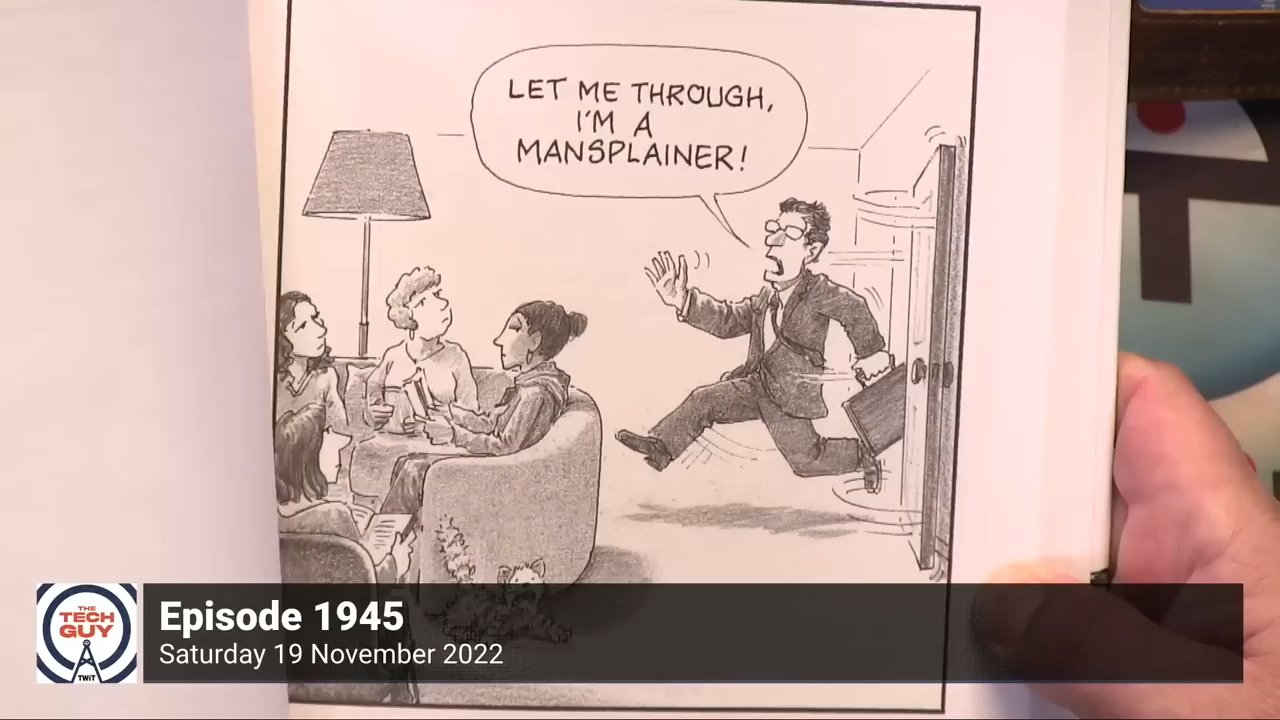 LET ME THROUGH,
I'M A
MANSPLAINER!
THE
TECH
GUY
TWiT
Episode 1945
Saturday 19 November 2022